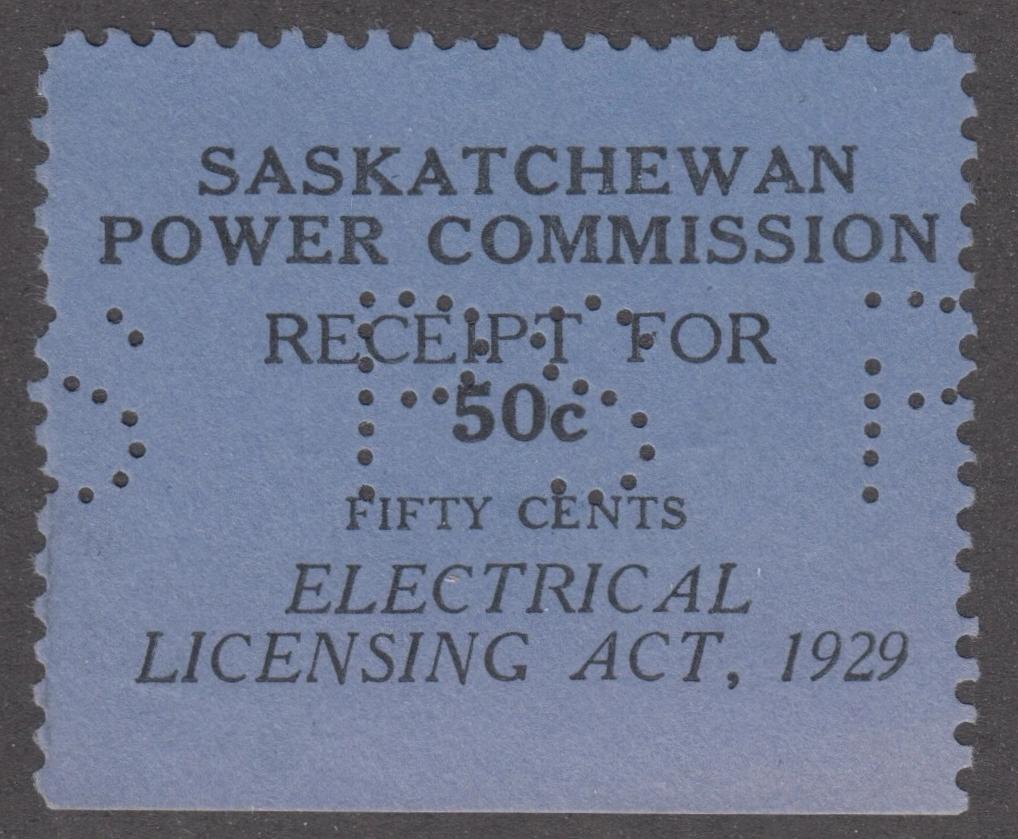 SASKATCHEWAN
POWER COMMISSION
RECEIPT FOR
50c
FIFTY CENTS
ELECTRICAL
LICENSING ACT, 1929